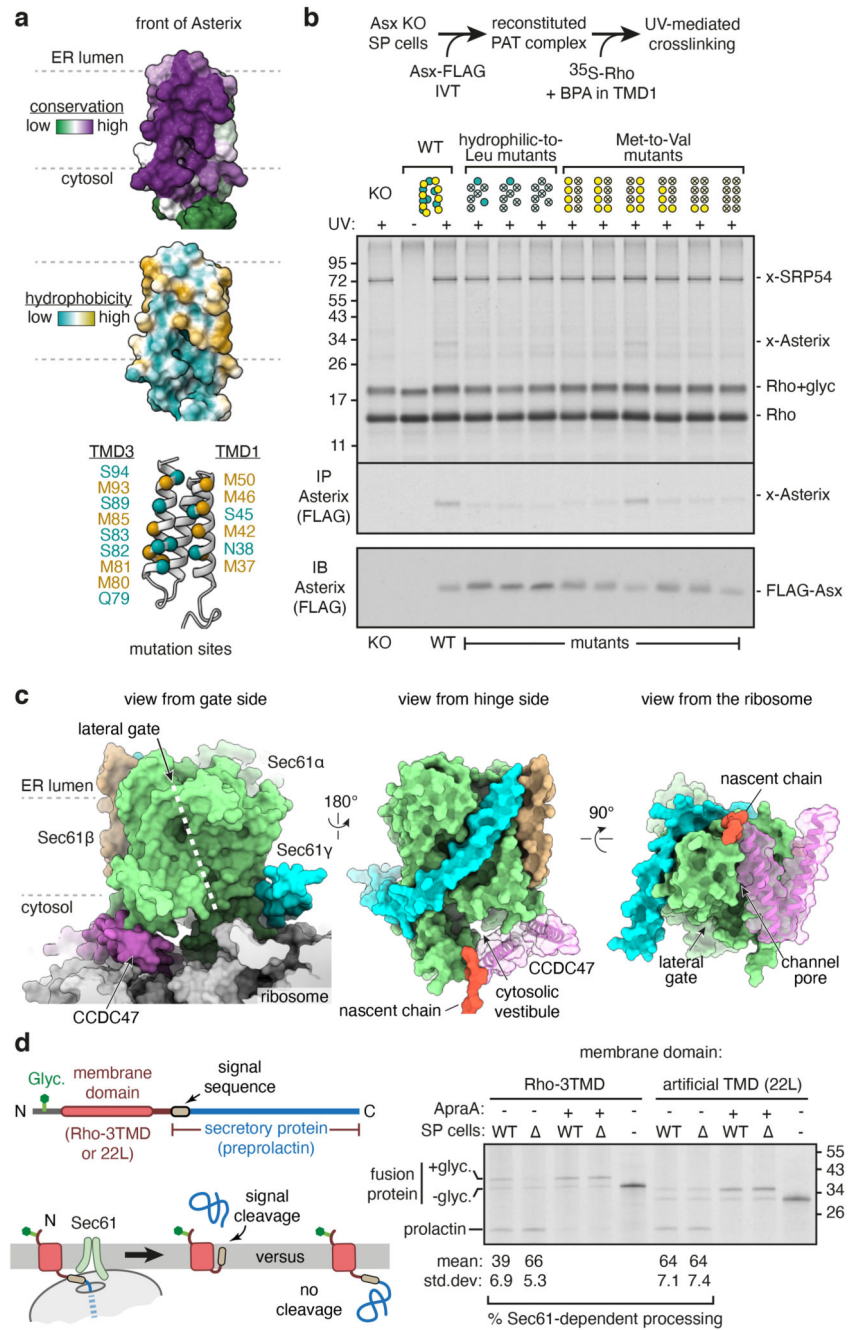 a
front of Asterix
ER lumen
conservation
low high
cytosol
hydrophobicity
low high
TMD3 TMD1
S94
M93
S89
M85
S83
S82
M81
M80
Q79
M50
M46
S45
M42
N38
M37
mutation sites
b
Asx KO
SP cells
reconstituted
PAT complex
UV-mediated
crosslinking
Asx-FLAG
IVT
35S-Rho
+ BPA in TMD1
KO
WT
hydrophilic-to-
Leu mutants
Met-to-Val
mutants
UV: + - + + + + + + + + + +
95
72
55
43
34
26
17
11
- x-SRP54
- x-Asterix
Rho+glyc
- Rho
IP
Asterix
(FLAG)
- x-Asterix
IB
Asterix
(FLAG)
- FLAG-Asx
KO WT mutants
c
view from gate side
view from hinge side
view from the ribosome
lateral gate
Sec61α
ER lumen
Sec61β
Sec61γ
cytosol
CCDC47
ribosome
180°
CCDC47
nascent chain
cytosolic
vestibule
90°
nascent chain
lateral
gate
channel
pore
d
Glyc.
membrane
domain
signal
sequence
N C
(Rho-3TMD
or 22L)
secretory protein
(preprolactin)
N
Sec61
signal
cleavage
versus
no
cleavage
membrane domain:
Rho-3TMD artificial TMD (22L)
ApraA: - - + + - - - + + -
SP cells: WT Δ WT Δ - WT Δ WT Δ -
fusion
protein
+glyc.
-glyc.
prolactin
55
43
34
26
mean: 39 66 64 64
std.dev: 6.9 5.3 7.1 7.4
% Sec61-dependent processing